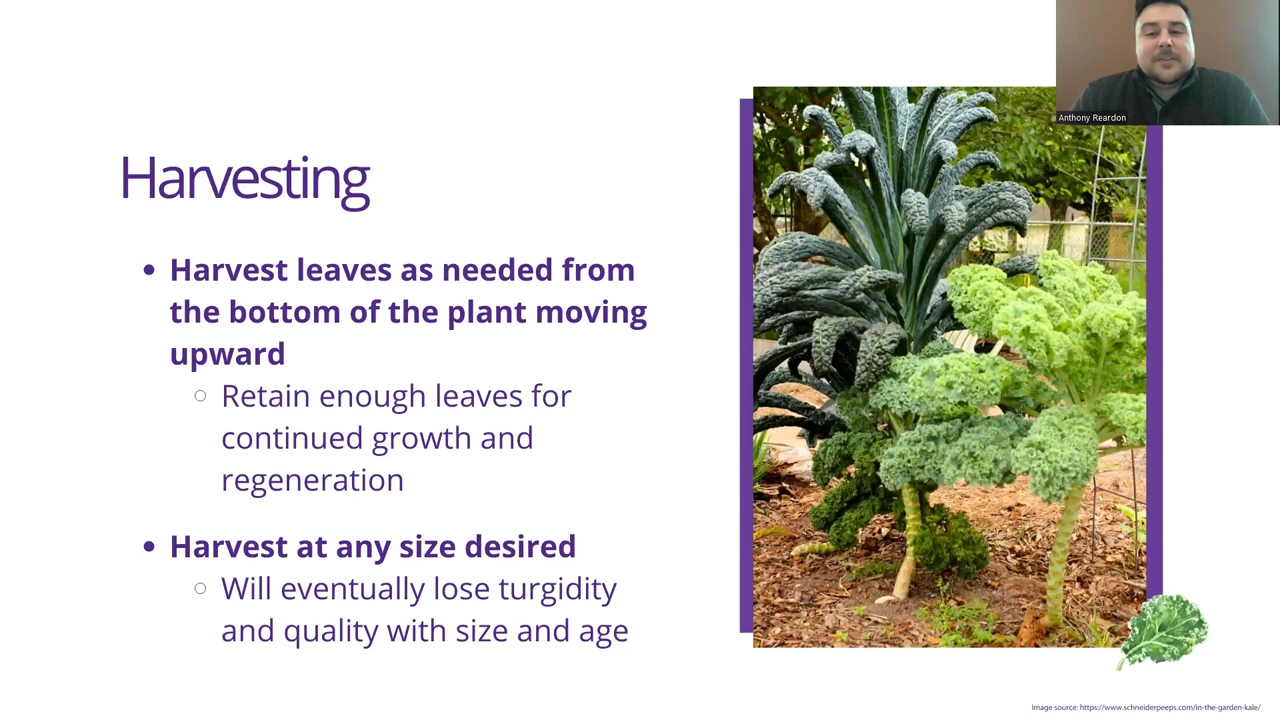 Anthony Reardon
Harvesting
• Harvest leaves as needed from
the bottom of the plant moving
upward
○ Retain enough leaves for
continued growth and
regeneration
• Harvest at any size desired
○ Will eventually lose turgidity
and quality with size and age
Image source: https://www.schneiderpeeps.com/in-the-garden-kale/